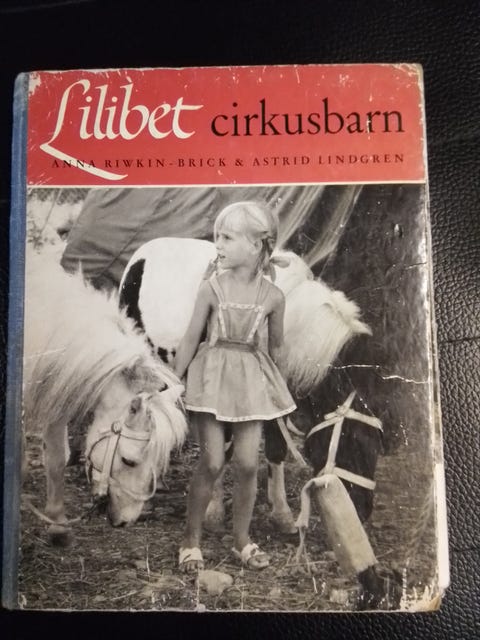 Lilibet cirkusbarn
ANNA RIWKIN-BRICK & ASTRID LINDGREN